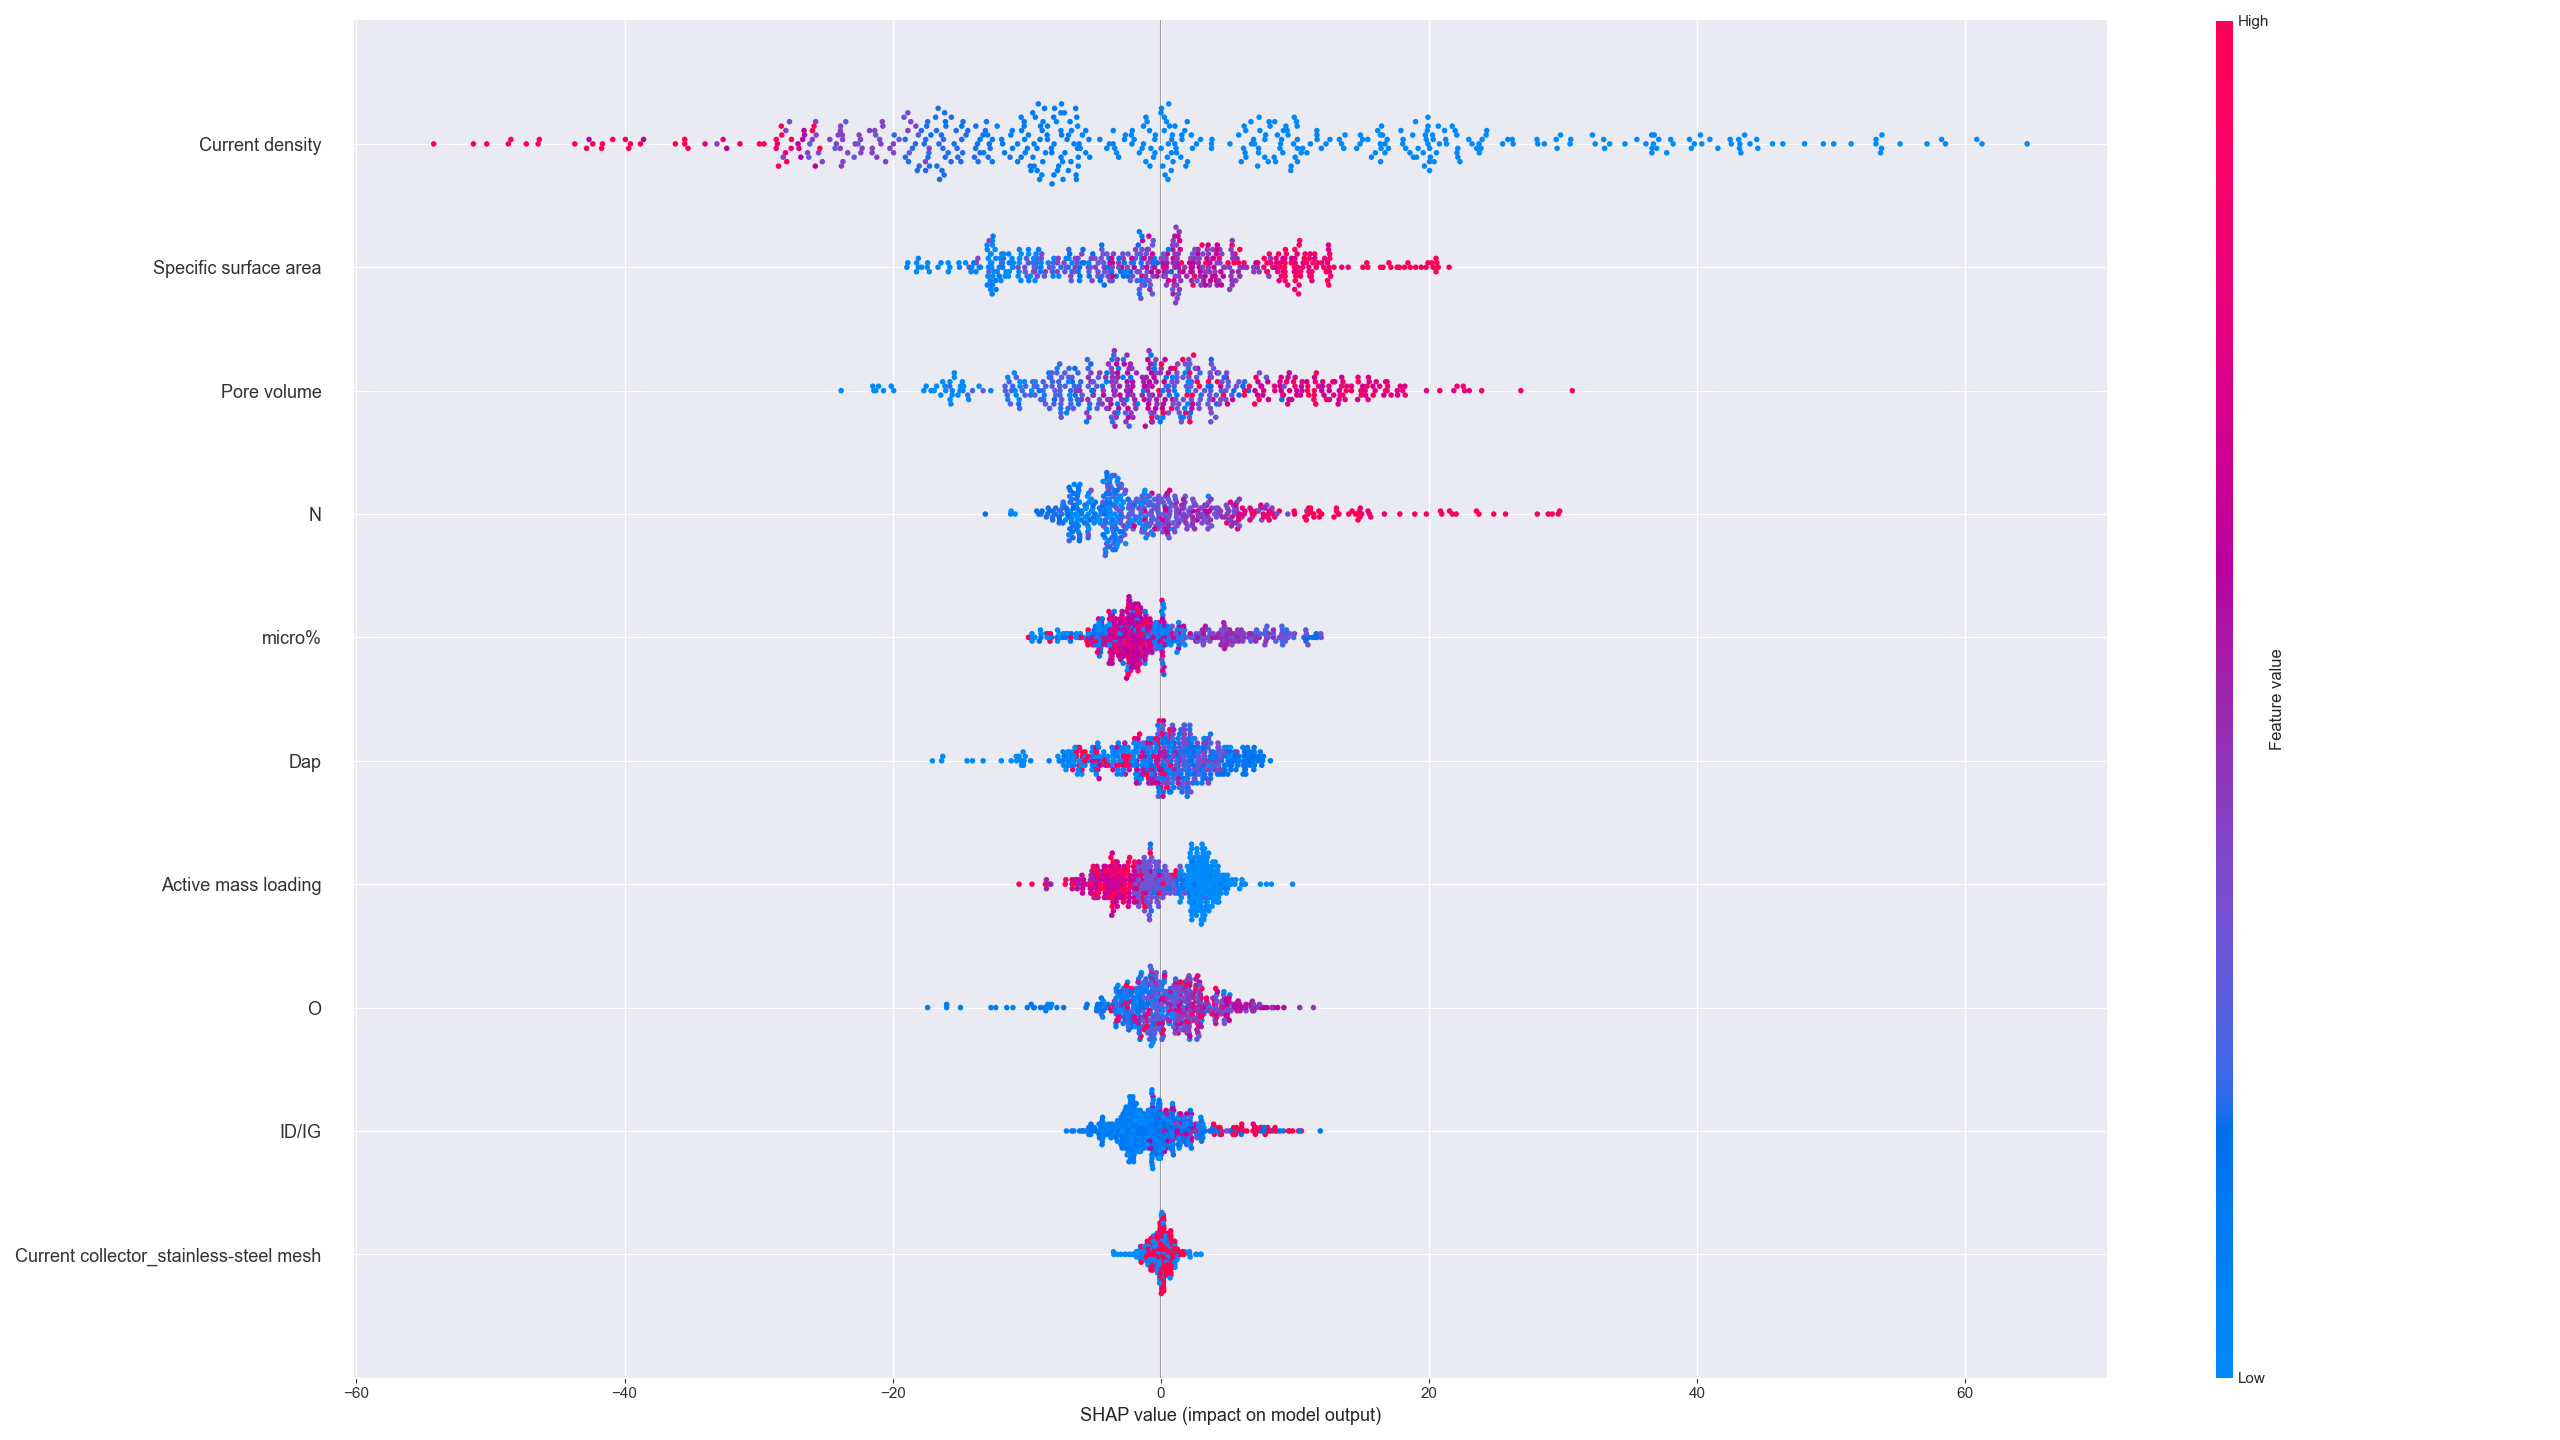 High
Current density
Specific surface area
Pore volume
N
micro%
Dap
Active mass loading
O
ID/IG
Current collector_stainless-steel mesh
Feature value
Low
−60 −40 −20 0 20 40 60
SHAP value (impact on model output)